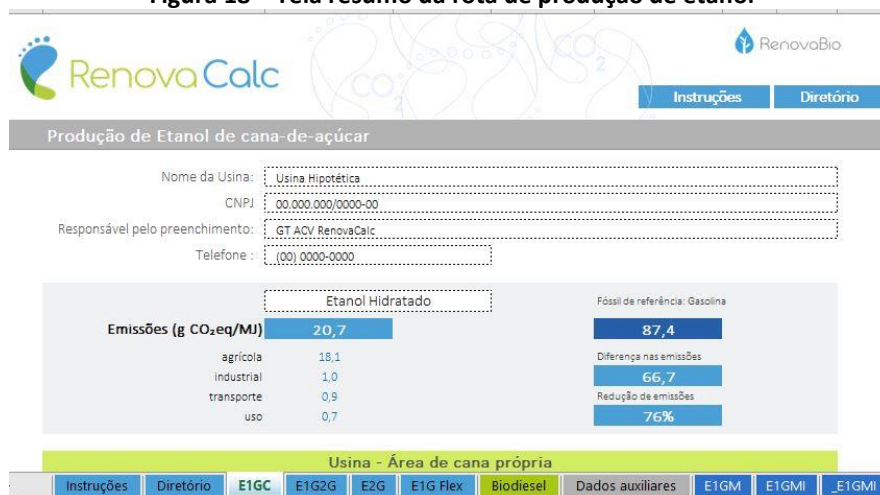 Figura 18 – Tela resumo da rota de produção de etanol
RenovaBio
RenovaCalc
CO2
CO2
Instruções Diretório
Produção de Etanol de cana-de-açúcar
Nome da Usina: Usina Hipotética
CNPJ 00.000.000/0000-00
Responsável pelo preenchimento: GT ACV RenovaCalc
Telefone : (00) 0000-0000
Etanol Hidratado Fóssil de referência: Gasolina
Emissões (g CO₂eq/MJ) 20,7 87,4
agrícola 18,1 Diferença nas emissões
industrial 1,0 66,7
transporte 0,9 Redução de emissões
uso 0,7 76%
Usina - Área de cana própria
Instruções Diretório E1GC E1G2G E2G E1G Flex Biodiesel Dados auxiliares E1GM E1GMI _E1GMI